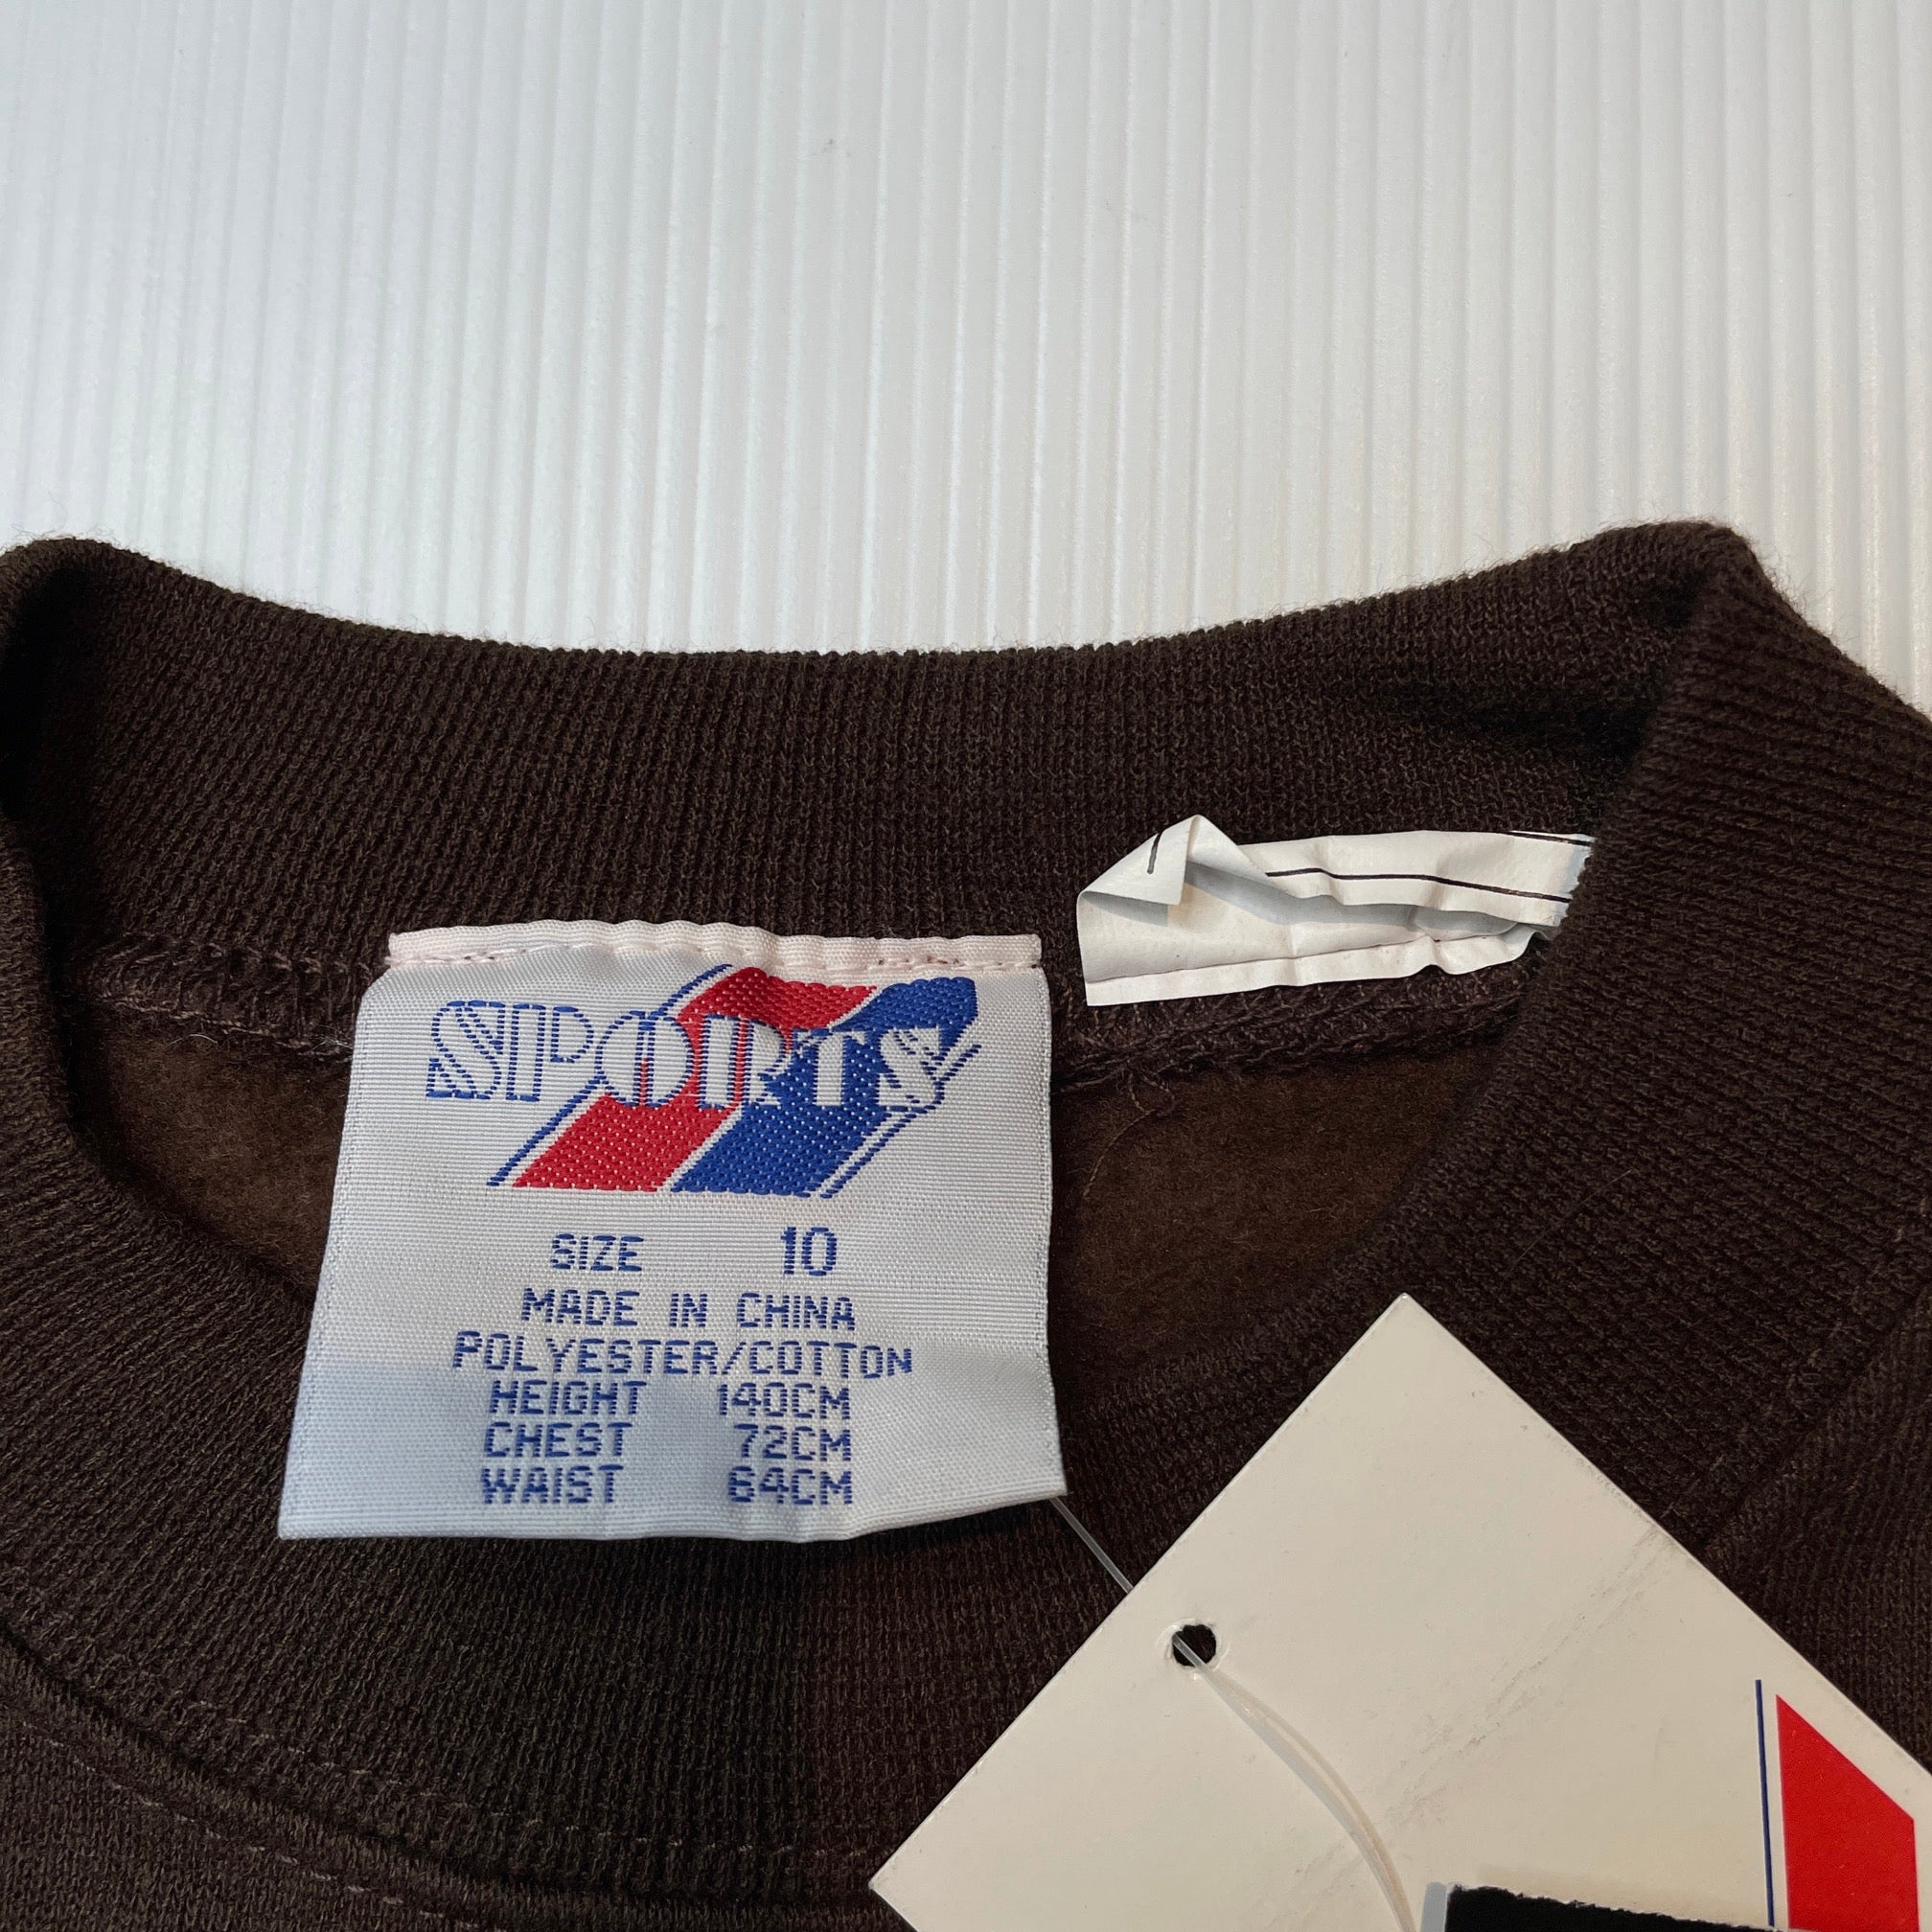 SPORTS
SIZE 10
MADE IN CHINA
POLYESTER/COTTON
HEIGHT 140CM
CHEST 72CM
WAIST 64CM